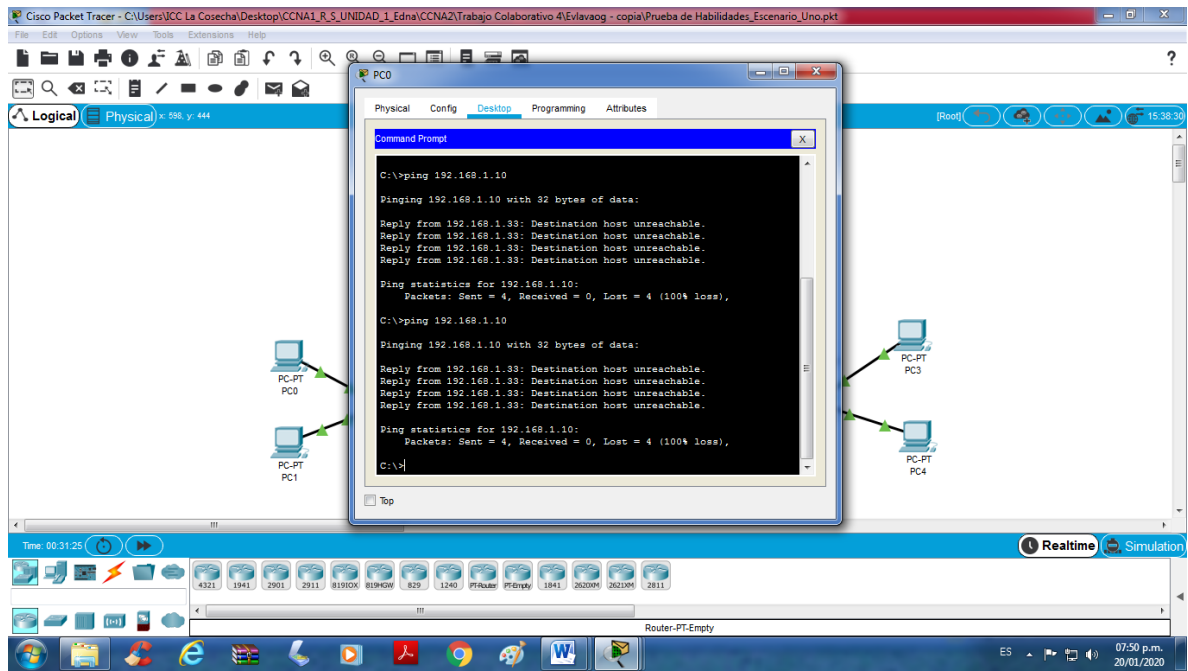 Cisco Packet Tracer - C:\Users\ICC La Cosecha\Desktop\CCNA1_R_S_UNIDAD_1_Edna\CCNA2\Trabajo Colaborativo 4\Evlavaog - copia\Prueba de Habilidades_Escenario_Uno.pkt
File Edit Options View Tools Extensions Help
?
Logical Physical x: 598, y: 444 [Root] 15:38:30
PC0
Physical Config Desktop Programming Attributes
Command Prompt X
C:\>ping 192.168.1.10
Pinging 192.168.1.10 with 32 bytes of data:
Reply from 192.168.1.33: Destination host unreachable.
Reply from 192.168.1.33: Destination host unreachable.
Reply from 192.168.1.33: Destination host unreachable.
Reply from 192.168.1.33: Destination host unreachable.
Ping statistics for 192.168.1.10:
Packets: Sent = 4, Received = 0, Lost = 4 (100% loss),
C:\>ping 192.168.1.10
Pinging 192.168.1.10 with 32 bytes of data:
Reply from 192.168.1.33: Destination host unreachable.
Reply from 192.168.1.33: Destination host unreachable.
Reply from 192.168.1.33: Destination host unreachable.
Reply from 192.168.1.33: Destination host unreachable.
Ping statistics for 192.168.1.10:
Packets: Sent = 4, Received = 0, Lost = 4 (100% loss),
C:\>
Top
PC-PT
PC0
PC-PT
PC1
PC-PT
PC3
PC-PT
PC4
Time: 00:31:25 Realtime Simulation
4321 1941 2901 2911 819IOX 819HGW 829 1240 PT-Router PT-Empty 1841 2620XM 2621XM 2811
Router-PT-Empty
ES 07:50 p.m.
20/01/2020